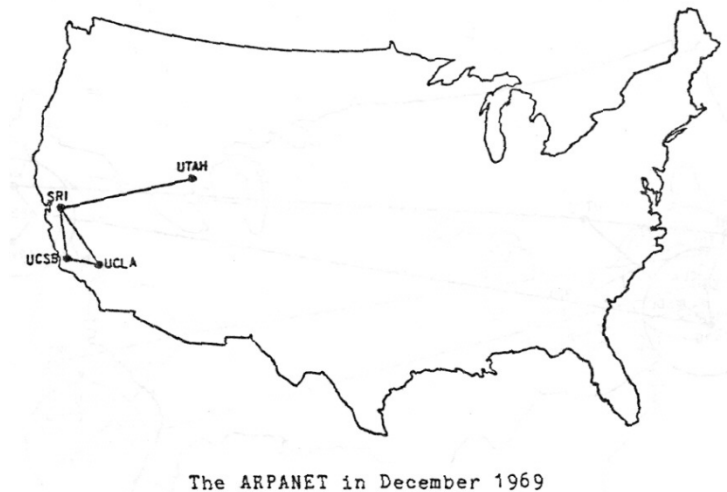 UTAH
SRI
UCSB
UCLA
The ARPANET in December 1969